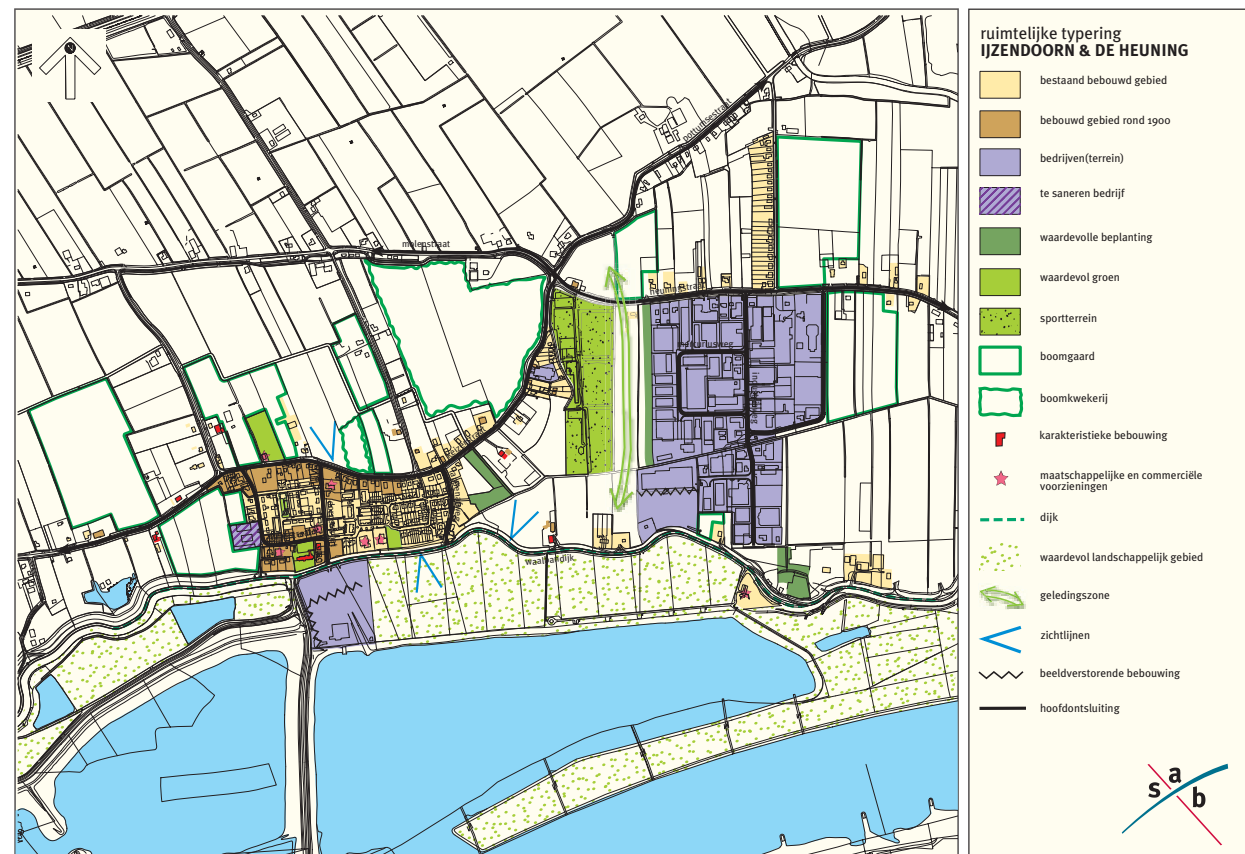 ruimtelijke typering
IJZENDOORN & DE HEUNING
bestaand bebouwd gebied
bebouwd gebied rond 1900
bedrijven(terrein)
te saneren bedrijf
waardevolle beplanting
waardevol groen
sportterrein
boomgaard
boomkwekerij
karakteristieke bebouwing
maatschappelijke en commerciële
voorzieningen
dijk
waardevol landschappelijk gebied
geledingszone
zichtlijnen
beeldverstorende bebouwing
hoofdontsluiting
s a b
molenstraat
waalbandijk